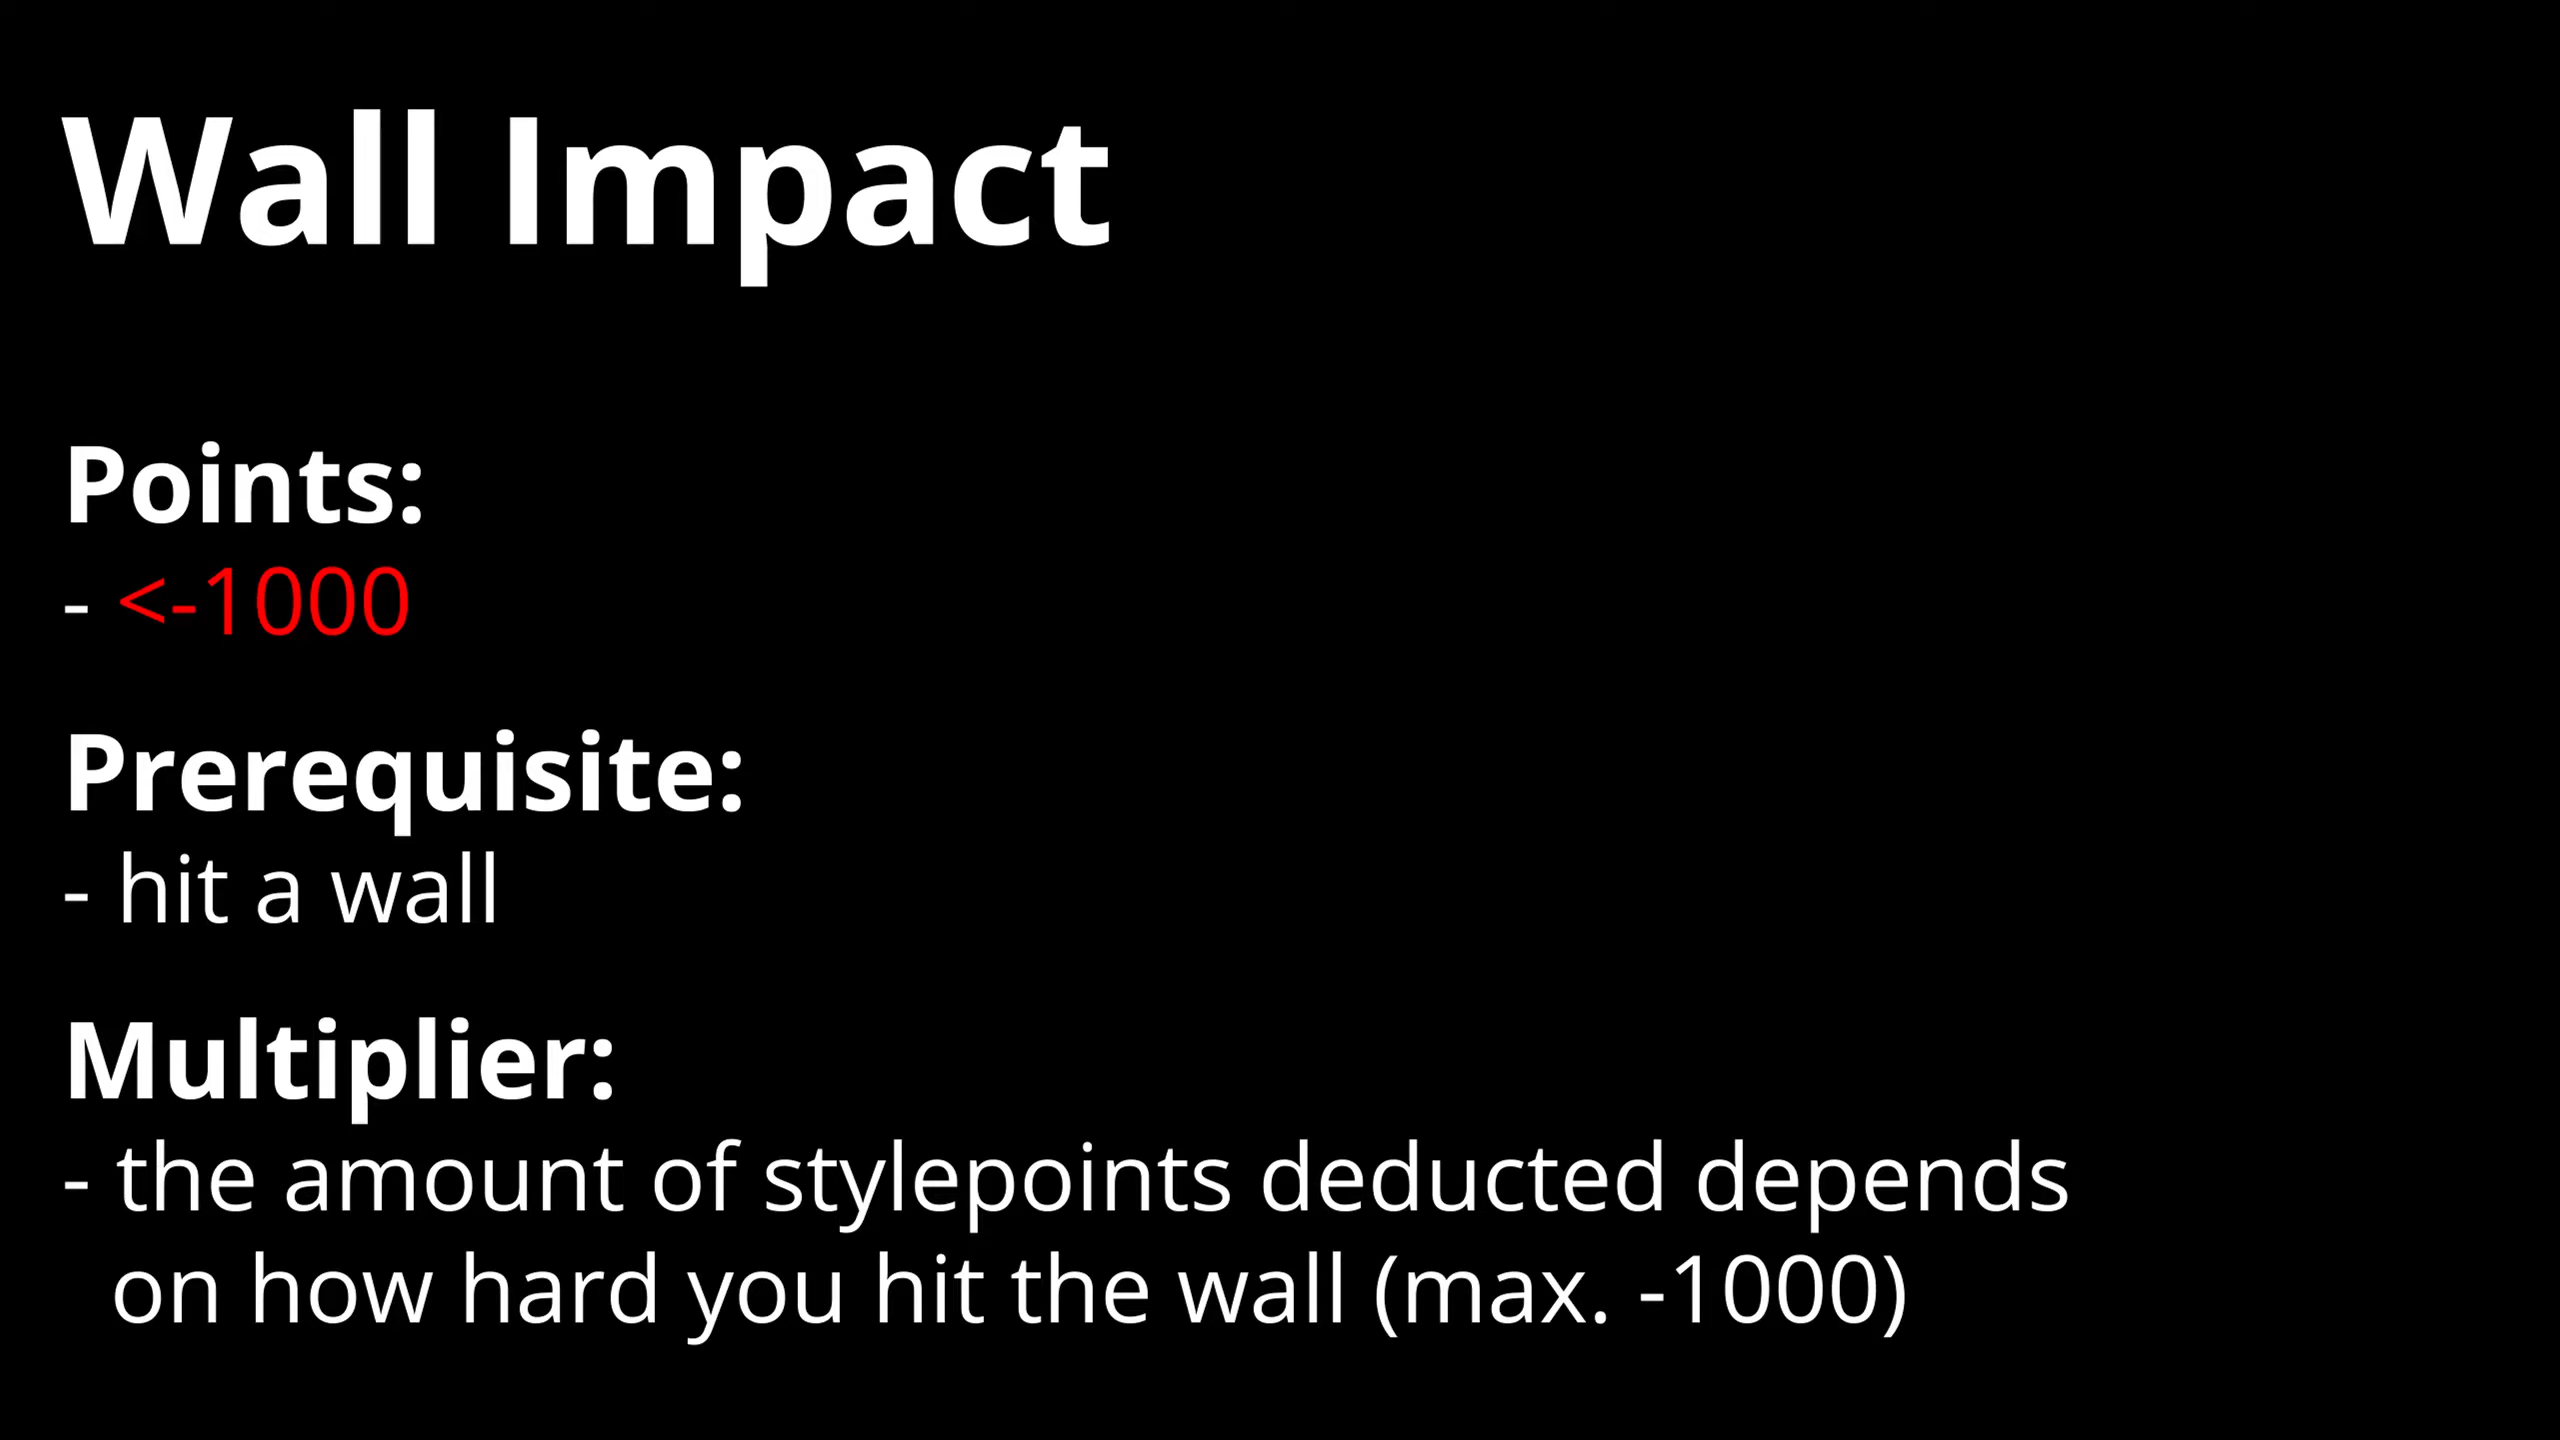 Wall Impact
Points:
- <-1000
Prerequisite:
- hit a wall
Multiplier:
- the amount of stylepoints deducted depends
on how hard you hit the wall (max. -1000)